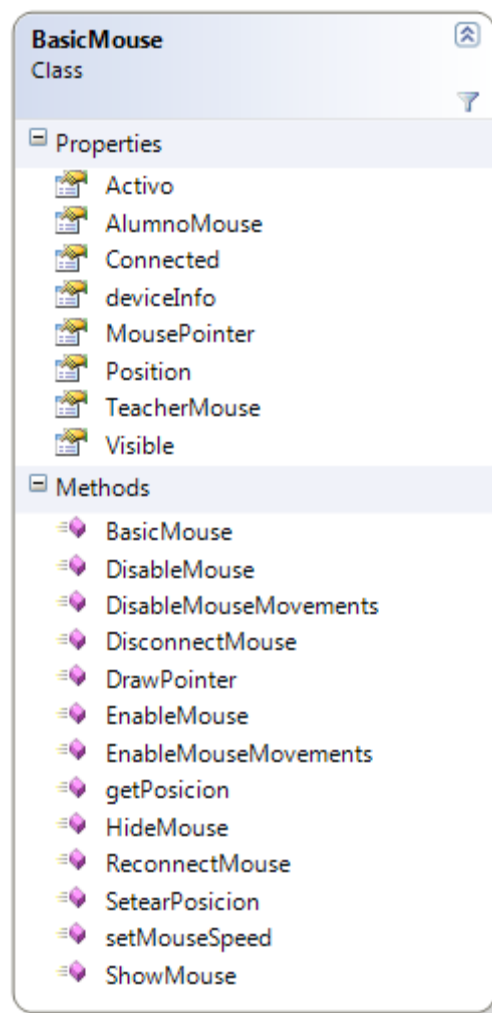 BasicMouse
Class
Properties
Activo
AlumnoMouse
Connected
deviceInfo
MousePointer
Position
TeacherMouse
Visible
Methods
BasicMouse
DisableMouse
DisableMouseMovements
DisconnectMouse
DrawPointer
EnableMouse
EnableMouseMovements
getPosicion
HideMouse
ReconnectMouse
SetearPosicion
setMouseSpeed
ShowMouse